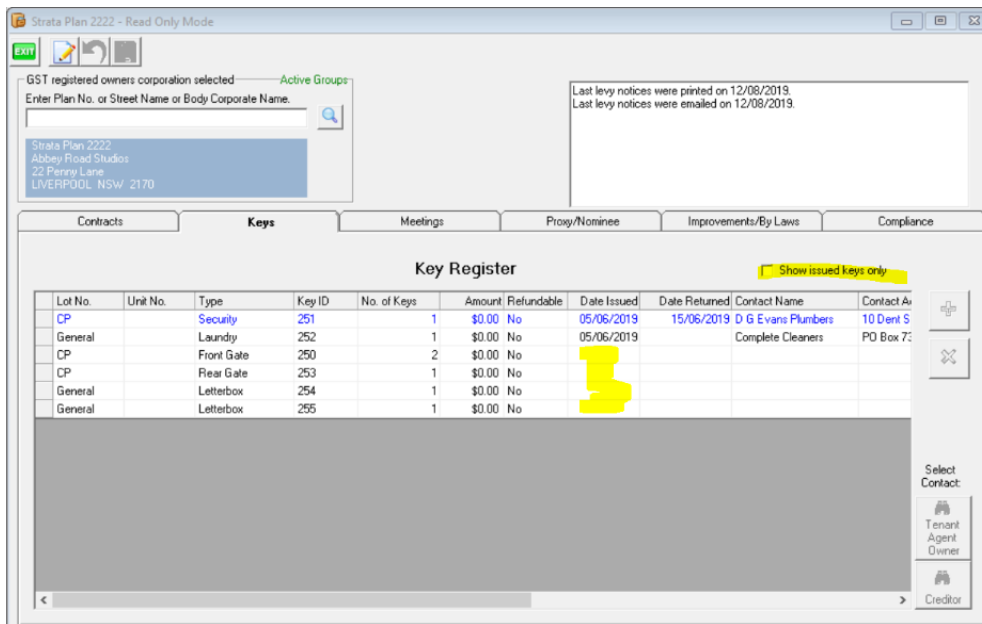 Strata Plan 2222 - Read Only Mode
EXIT
GST registered owners corporation selected Active Groups
Enter Plan No. or Street Name or Body Corporate Name.
Strata Plan 2222
Abbey Road Studios
22 Penny Lane
LIVERPOOL NSW 2170
Last levy notices were printed on 12/08/2019.
Last levy notices were emailed on 12/08/2019.
Contracts Keys Meetings Proxy/Nominee Improvements/By Laws Compliance
Key Register
Show issued keys only
Lot No. Unit No. Type Key ID No. of Keys Amount Refundable Date Issued Date Returned Contact Name Contact A
CP Security 251 1 $0.00 No 05/06/2019 15/06/2019 D G Evans Plumbers 10 Dent S
General Laundry 252 1 $0.00 No 05/06/2019 Complete Cleaners PO Box 73
CP Front Gate 250 2 $0.00 No
CP Rear Gate 253 1 $0.00 No
General Letterbox 254 1 $0.00 No
General Letterbox 255 1 $0.00 No
Select
Contact:
Tenant
Agent
Owner
Creditor